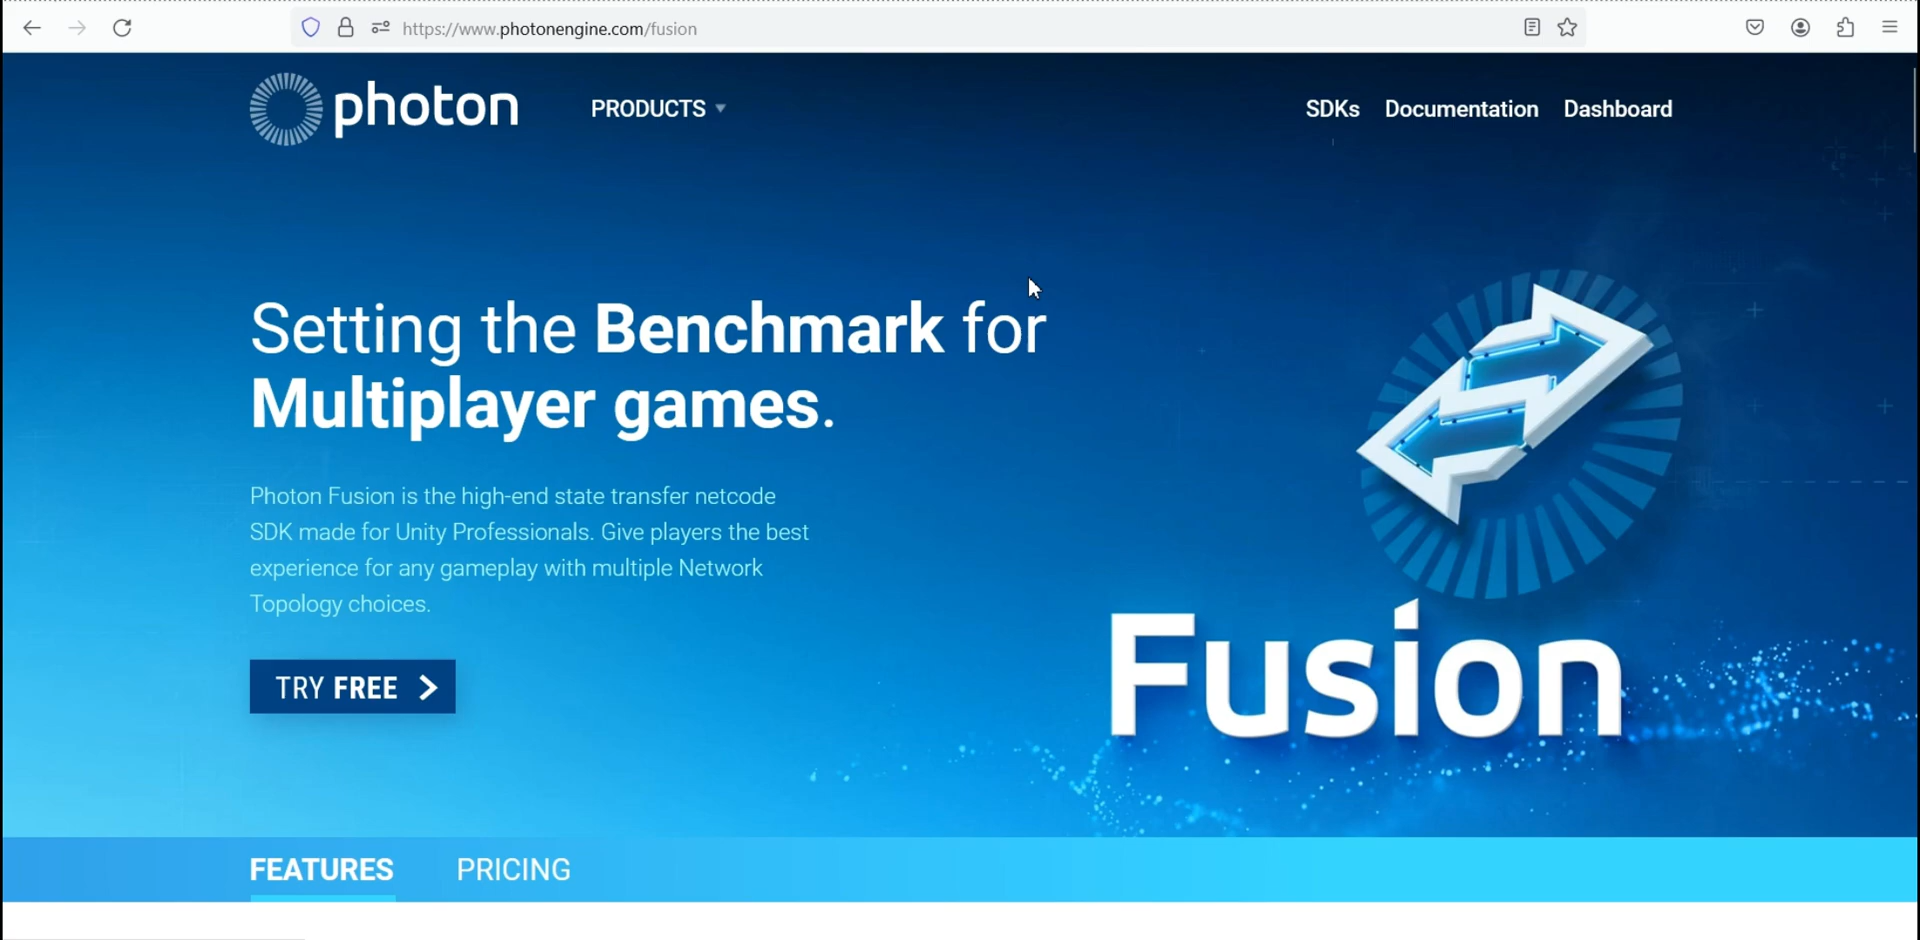 https://www.photonengine.com/fusion
photon
PRODUCTS
SDKs Documentation Dashboard
Setting the Benchmark for
Multiplayer games.
Photon Fusion is the high-end state transfer netcode
SDK made for Unity Professionals. Give players the best
experience for any gameplay with multiple Network
Topology choices.
TRY FREE
Fusion
FEATURES PRICING